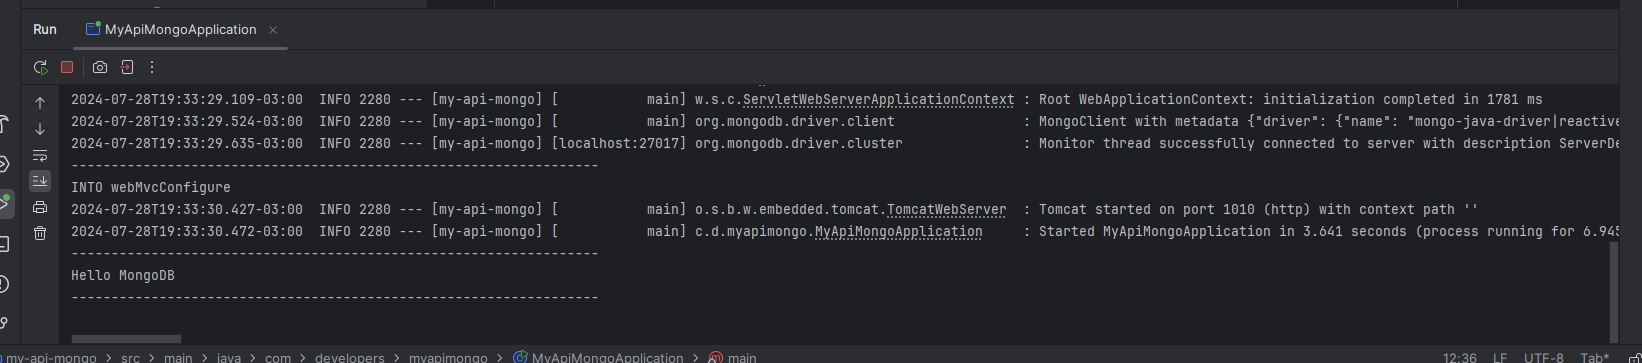 Run MyApiMongoApplication ×
2024-07-28T19:33:29.109-03:00  INFO 2280 --- [my-api-mongo] [           main] w.s.c.ServletWebServerApplicationContext : Root WebApplicationContext: initialization completed in 1781 ms
2024-07-28T19:33:29.524-03:00  INFO 2280 --- [my-api-mongo] [           main] org.mongodb.driver.client                : MongoClient with metadata {"driver": {"name": "mongo-java-driver|reactive
2024-07-28T19:33:29.635-03:00  INFO 2280 --- [my-api-mongo] [localhost:27017] org.mongodb.driver.cluster               : Monitor thread successfully connected to server with description ServerDe
------------------------------------------------------------------
INTO webMvcConfigure
2024-07-28T19:33:30.427-03:00  INFO 2280 --- [my-api-mongo] [           main] o.s.b.w.embedded.tomcat.TomcatWebServer  : Tomcat started on port 1010 (http) with context path ''
2024-07-28T19:33:30.472-03:00  INFO 2280 --- [my-api-mongo] [           main] c.d.myapimongo.MyApiMongoApplication     : Started MyApiMongoApplication in 3.641 seconds (process running for 6.945
------------------------------------------------------------------
Hello MongoDB
------------------------------------------------------------------
my-api-mongo > src > main > java > com > developers > myapimongo > MyApiMongoApplication > main 12:36 LF UTF-8 Tab*